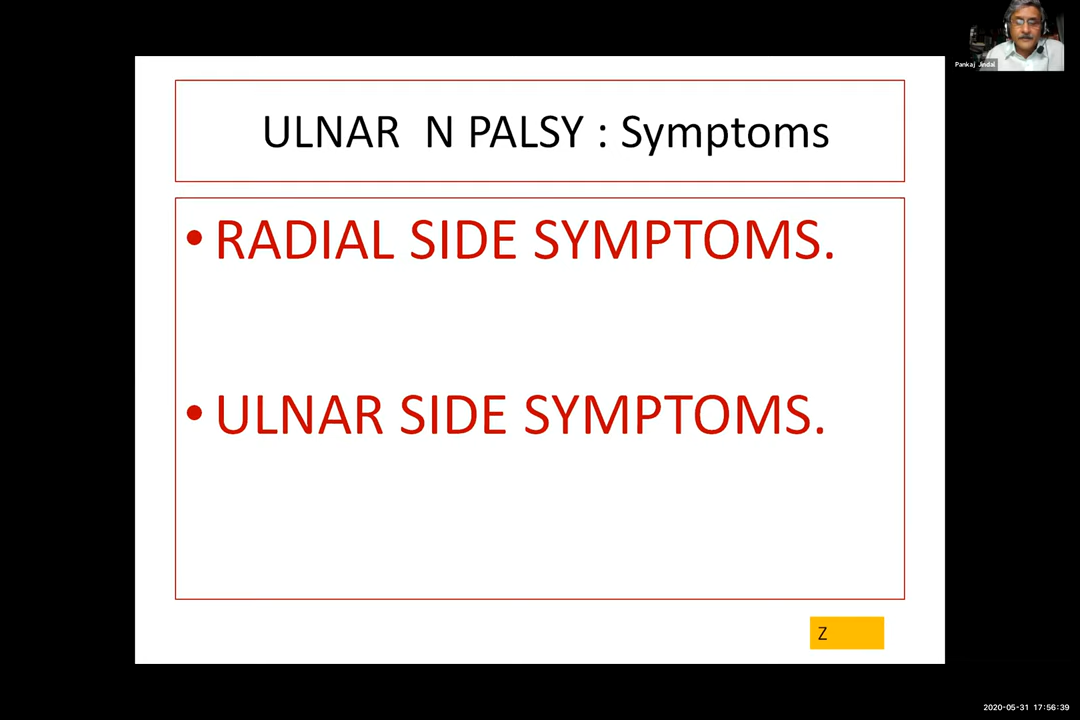 Pankaj Jindal
ULNAR N PALSY : Symptoms
• RADIAL SIDE SYMPTOMS.
• ULNAR SIDE SYMPTOMS.
Z
2020-05-31 17:56:39